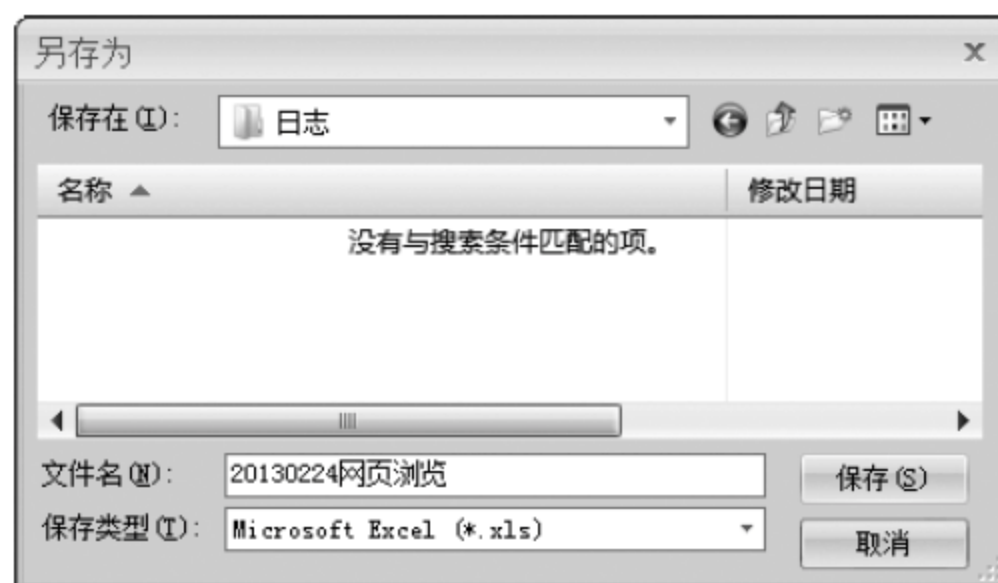 另存为
保存在(I):
日志
名称
修改日期
没有与搜索条件匹配的项。
文件名(N):
20130224网页浏览
保存(S)
保存类型(T):
Microsoft Excel (*.xls)
取消